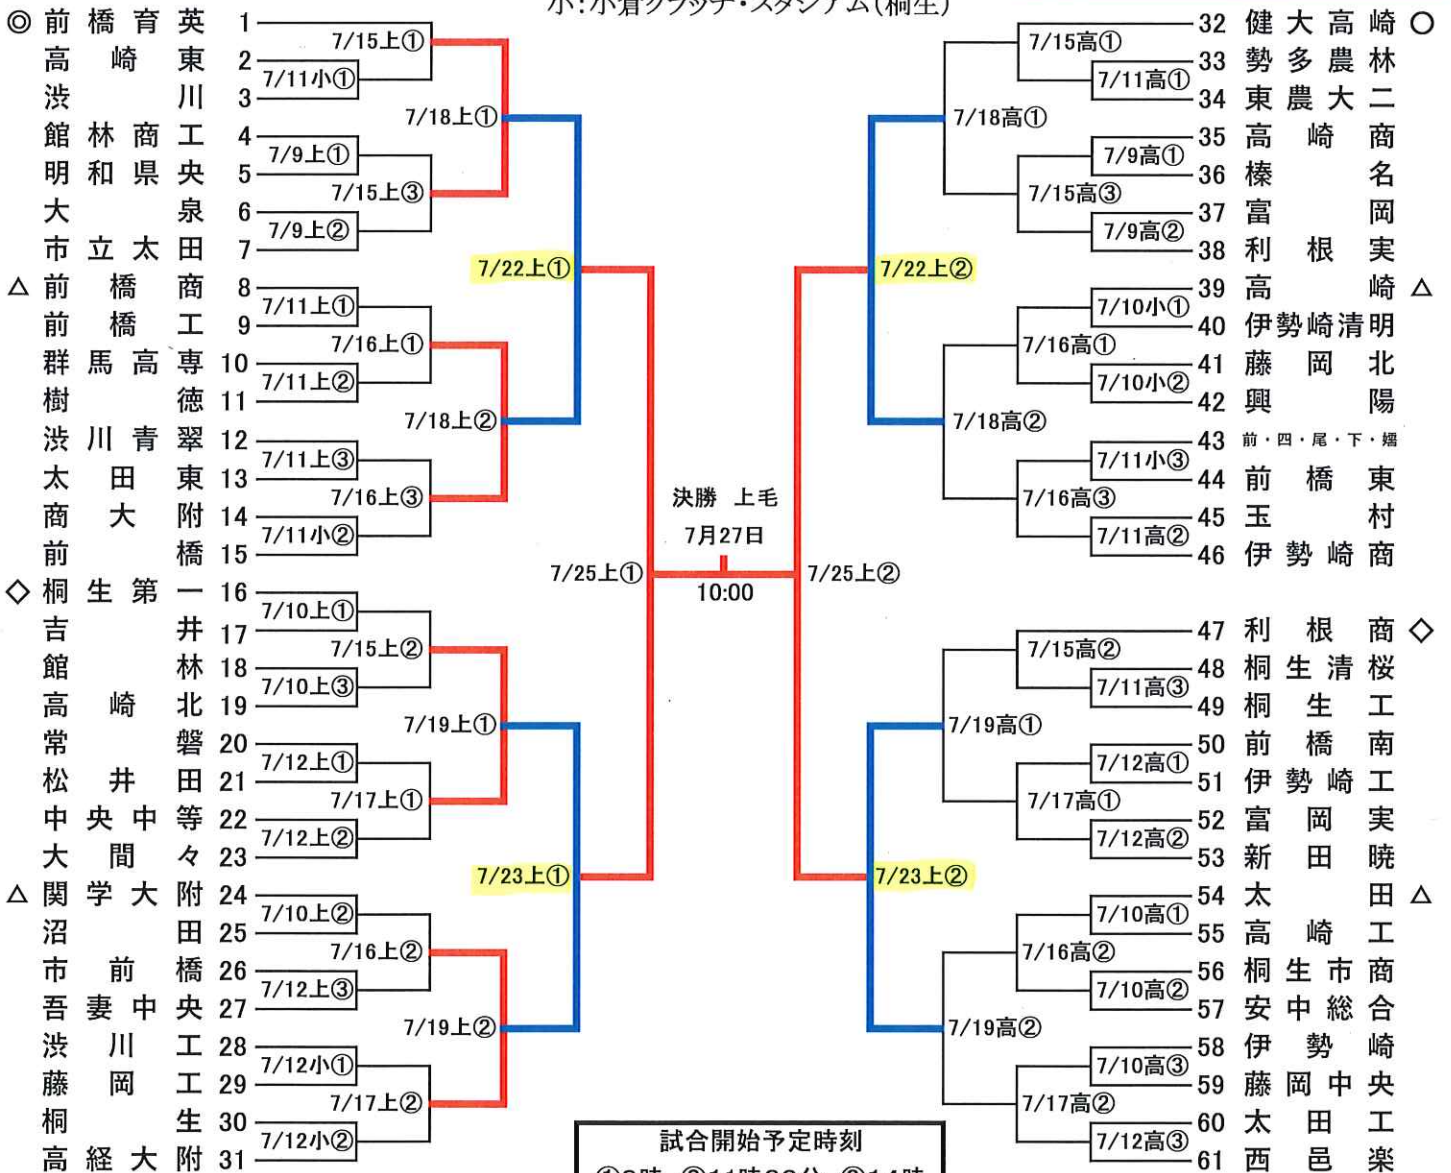 小:小倉クラッチ・スタジアム(桐生)
◎ 前橋育英 1
高崎東 2
渋川 3
館林商工 4
明和県央 5
大泉 6
市立太田 7
△ 前橋商 8
前橋工 9
群馬高専 10
樹徳 11
渋川青翠 12
太田東 13
商大附 14
前橋 15
◇ 桐生第一 16
吉井 17
館林 18
高崎北 19
常磐 20
松井田 21
中央中等 22
大間々 23
△ 関学大附 24
沼田 25
市前橋 26
吾妻中央 27
渋川工 28
藤岡工 29
桐生 30
高経大附 31
7/11小①
7/9上①
7/9上②
7/11上①
7/11上②
7/11上③
7/11小②
7/10上①
7/10上③
7/12上①
7/12上②
7/10上②
7/12上③
7/12小①
7/12小②
7/15上①
7/15上③
7/16上①
7/16上③
7/15上②
7/17上①
7/16上②
7/17上②
7/18上①
7/18上②
7/19上①
7/19上②
7/22上①
7/23上①
7/25上①
決勝 上毛
7月27日
10:00
7/25上②
7/22上②
7/23上②
7/18高①
7/18高②
7/19高①
7/19高②
7/15高①
7/15高③
7/16高①
7/16高③
7/15高②
7/17高①
7/16高②
7/17高②
7/11高①
7/9高①
7/9高②
7/10小①
7/10小②
7/11小③
7/11高②
7/11高③
7/12高①
7/12高②
7/10高①
7/10高②
7/10高③
7/12高③
32 健大高崎 ○
33 勢多農林
34 東農大二
35 高崎商
36 榛名
37 富岡
38 利根実
39 高崎 △
40 伊勢崎清明
41 藤岡北
42 興陽
43 前・四・尾・下・嬬
44 前橋東
45 玉村
46 伊勢崎商
47 利根商 ◇
48 桐生清桜
49 桐生工
50 前橋南
51 伊勢崎工
52 富岡実
53 新田暁
54 太田 △
55 高崎工
56 桐生市商
57 安中総合
58 伊勢崎
59 藤岡中央
60 太田工
61 西邑楽
試合開始予定時刻